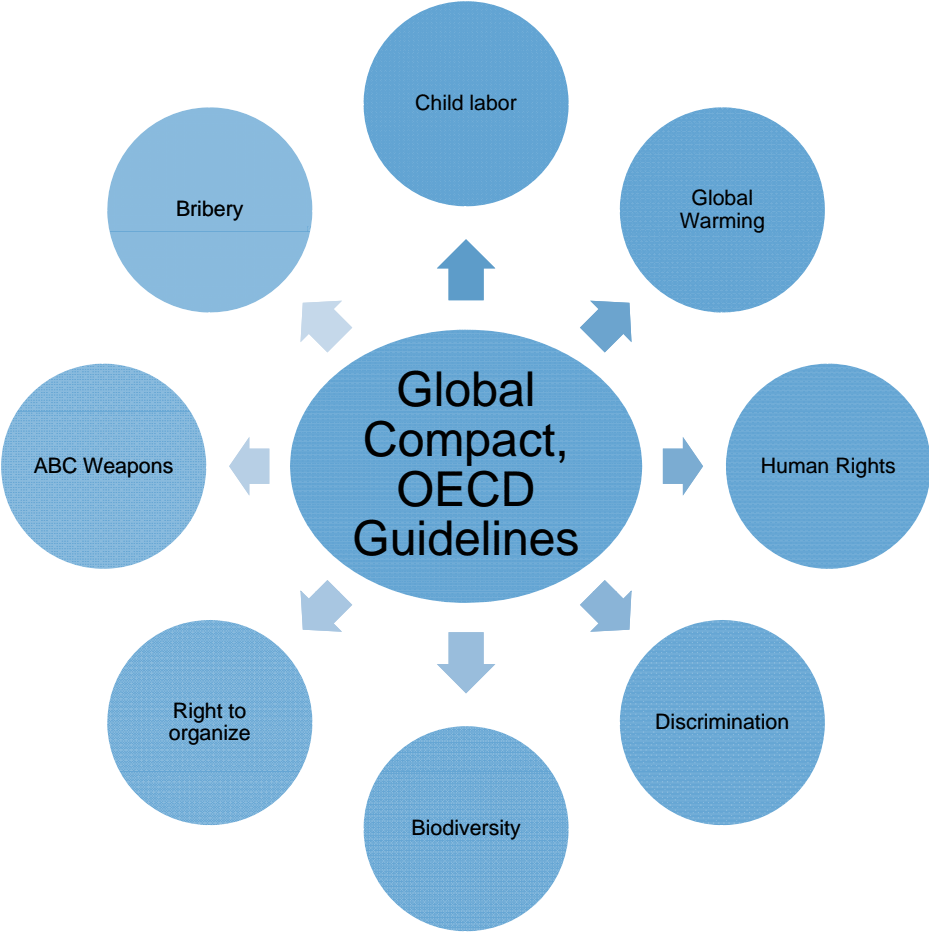 Child labor
Global
Warming
Human Rights
Discrimination
Biodiversity
Right to
organize
ABC Weapons
Bribery
Global
Compact,
OECD
Guidelines